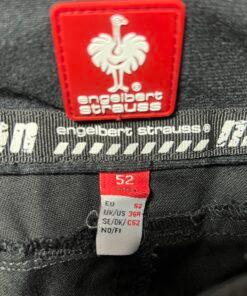 engelbert
strauss®
engelbert strauss®
52
EU 52
UK/US 36R
SE/DK/ C52
NO/FI